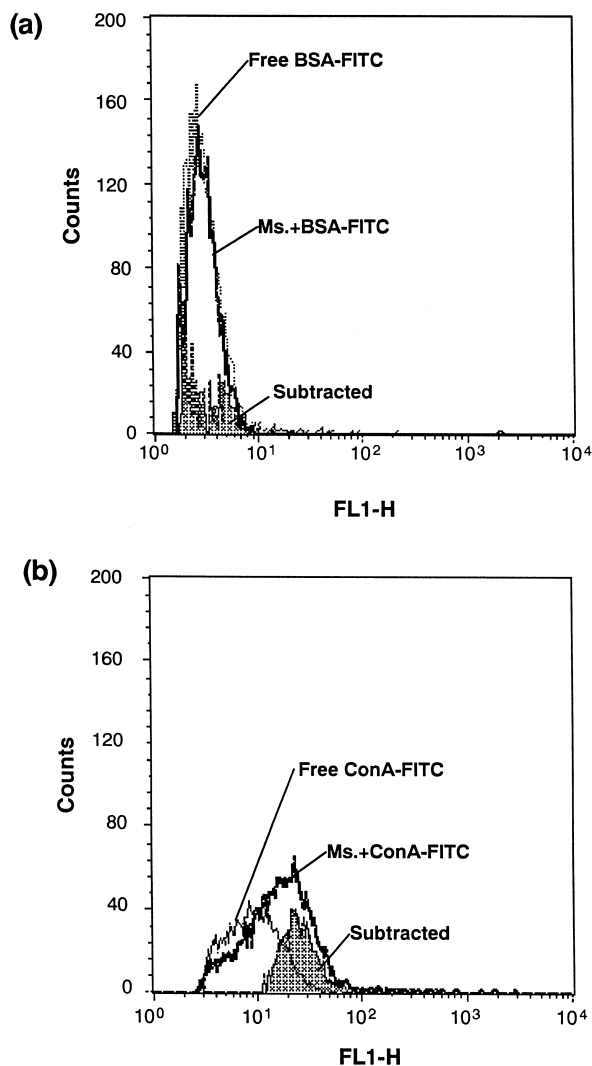 (a)
200
Free BSA-FITC
160
120
Counts
Ms.+BSA-FITC
80
40
Subtracted
0
10⁰ 10¹ 10² 10³ 10⁴
FL1-H
(b)
200
160
120
Free ConA-FITC
Counts
80
Ms.+ConA-FITC
40
Subtracted
0
10⁰ 10¹ 10² 10³ 10⁴
FL1-H